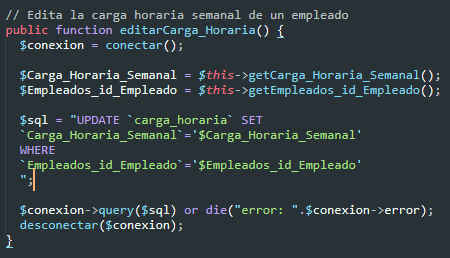 // Edita la carga horaria semanal de un empleado
public function editarCarga_Horaria() {
$conexion = conectar();
$Carga_Horaria_Semanal = $this->getCarga_Horaria_Semanal();
$Empleados_id_Empleado = $this->getEmpleados_id_Empleado();
$sql = "UPDATE `carga_horaria` SET
`Carga_Horaria_Semanal`='$Carga_Horaria_Semanal'
WHERE
`Empleados_id_Empleado`='$Empleados_id_Empleado'
";
$conexion->query($sql) or die("error: ".$conexion->error);
desconectar($conexion);
}